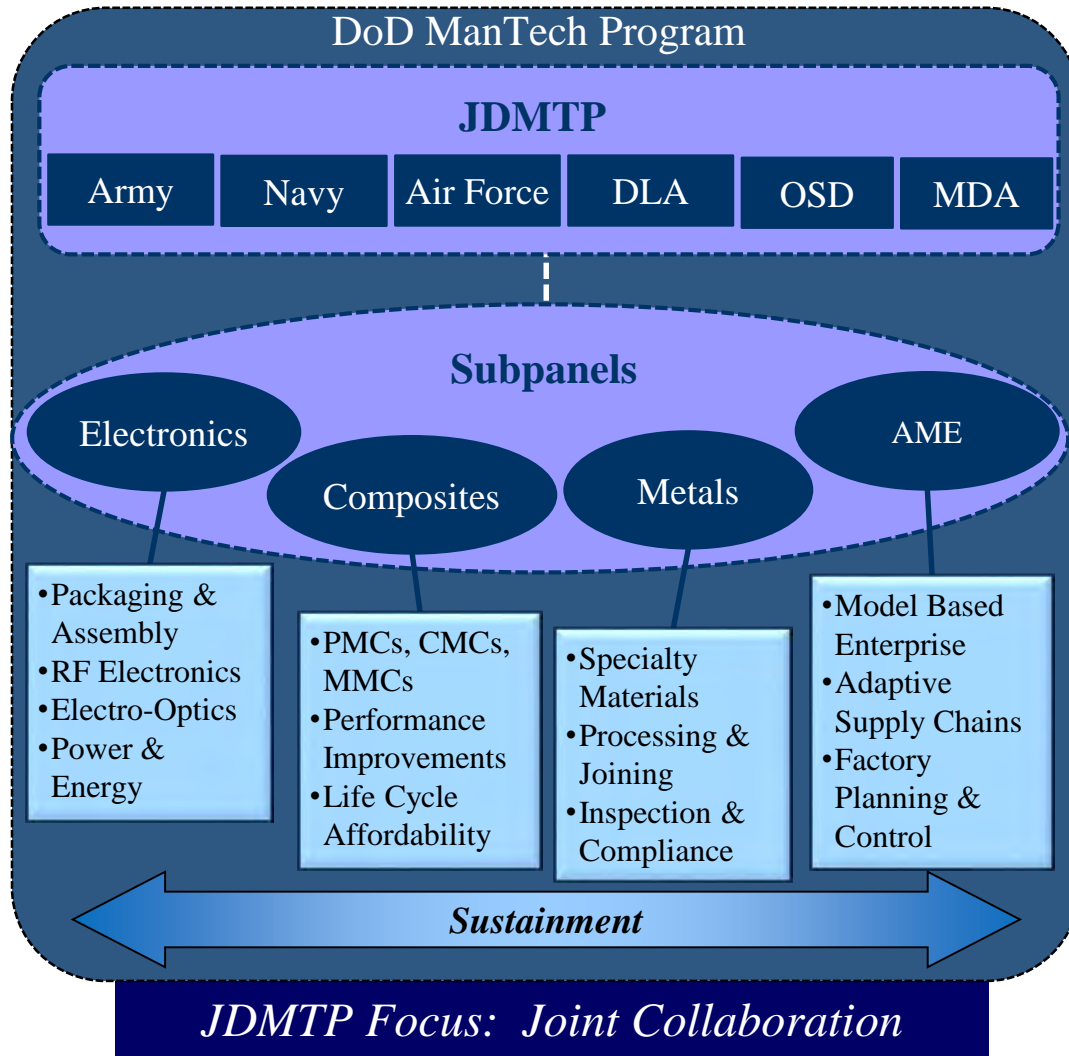 DoD ManTech Program
JDMTP
Army
Navy
Air Force
DLA
OSD
MDA
Subpanels
Electronics
Composites
Metals
AME
•Packaging &
Assembly
•RF Electronics
•Electro-Optics
•Power &
Energy
•PMCs, CMCs,
MMCs
•Performance
Improvements
•Life Cycle
Affordability
•Specialty
Materials
•Processing &
Joining
•Inspection &
Compliance
•Model Based
Enterprise
•Adaptive
Supply Chains
•Factory
Planning &
Control
Sustainment
JDMTP Focus: Joint Collaboration